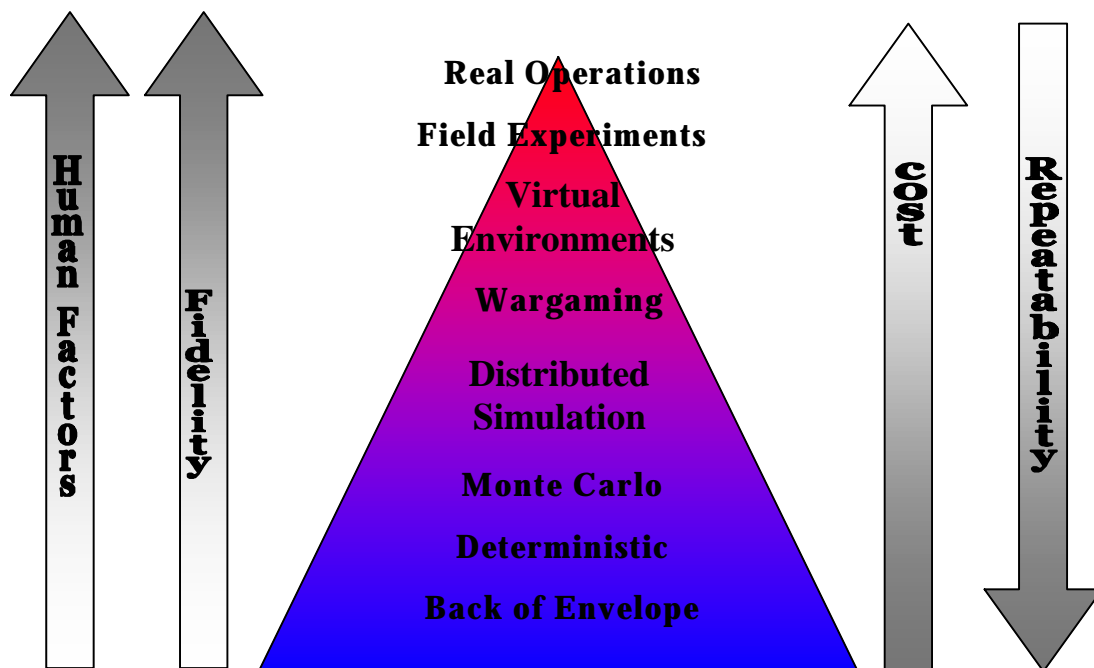 Human Factors
Fidelity
Real Operations
Field Experiments
Virtual
Environments
Wargaming
Distributed
Simulation
Monte Carlo
Deterministic
Back of Envelope
cost
Repeatability